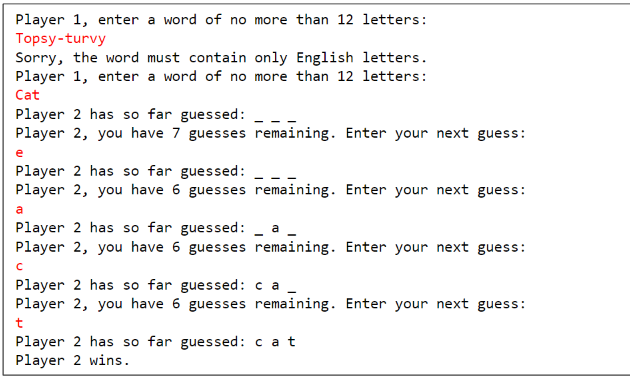 Player 1, enter a word of no more than 12 letters:
Topsy-turvy
Sorry, the word must contain only English letters.
Player 1, enter a word of no more than 12 letters:
Cat
Player 2 has so far guessed: _ _ _
Player 2, you have 7 guesses remaining. Enter your next guess:
e
Player 2 has so far guessed: _ _ _
Player 2, you have 6 guesses remaining. Enter your next guess:
a
Player 2 has so far guessed: _ a _
Player 2, you have 6 guesses remaining. Enter your next guess:
c
Player 2 has so far guessed: c a _
Player 2, you have 6 guesses remaining. Enter your next guess:
t
Player 2 has so far guessed: c a t
Player 2 wins.